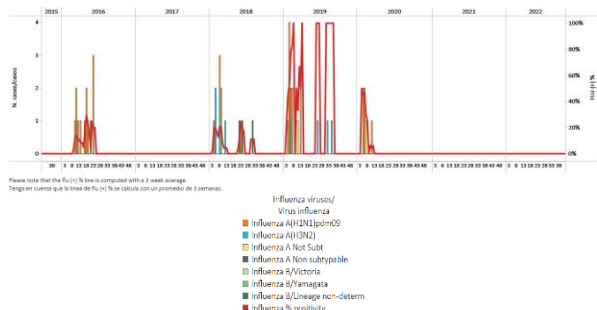 2015 2016 2017 2018 2019 2020 2021 2022
4 100%
80%
3
60%
2
40%
1
20%
0 0%
N. cases/casos
% (+) flu
Please note that the flu (+) % line is computed with a 3 week average.
Tenga en cuenta que la línea de flu (+) % se calcula con un promedio de 3 semanas.
Influenza viruses/
Virus influenza
Influenza A(H1N1)pdm09
Influenza A(H3N2)
Influenza A Not Subt
Influenza A Non subtypable
Influenza B/Victoria
Influenza B/Yamagata
Influenza B/Lineage non-determ
Influenza % positivity